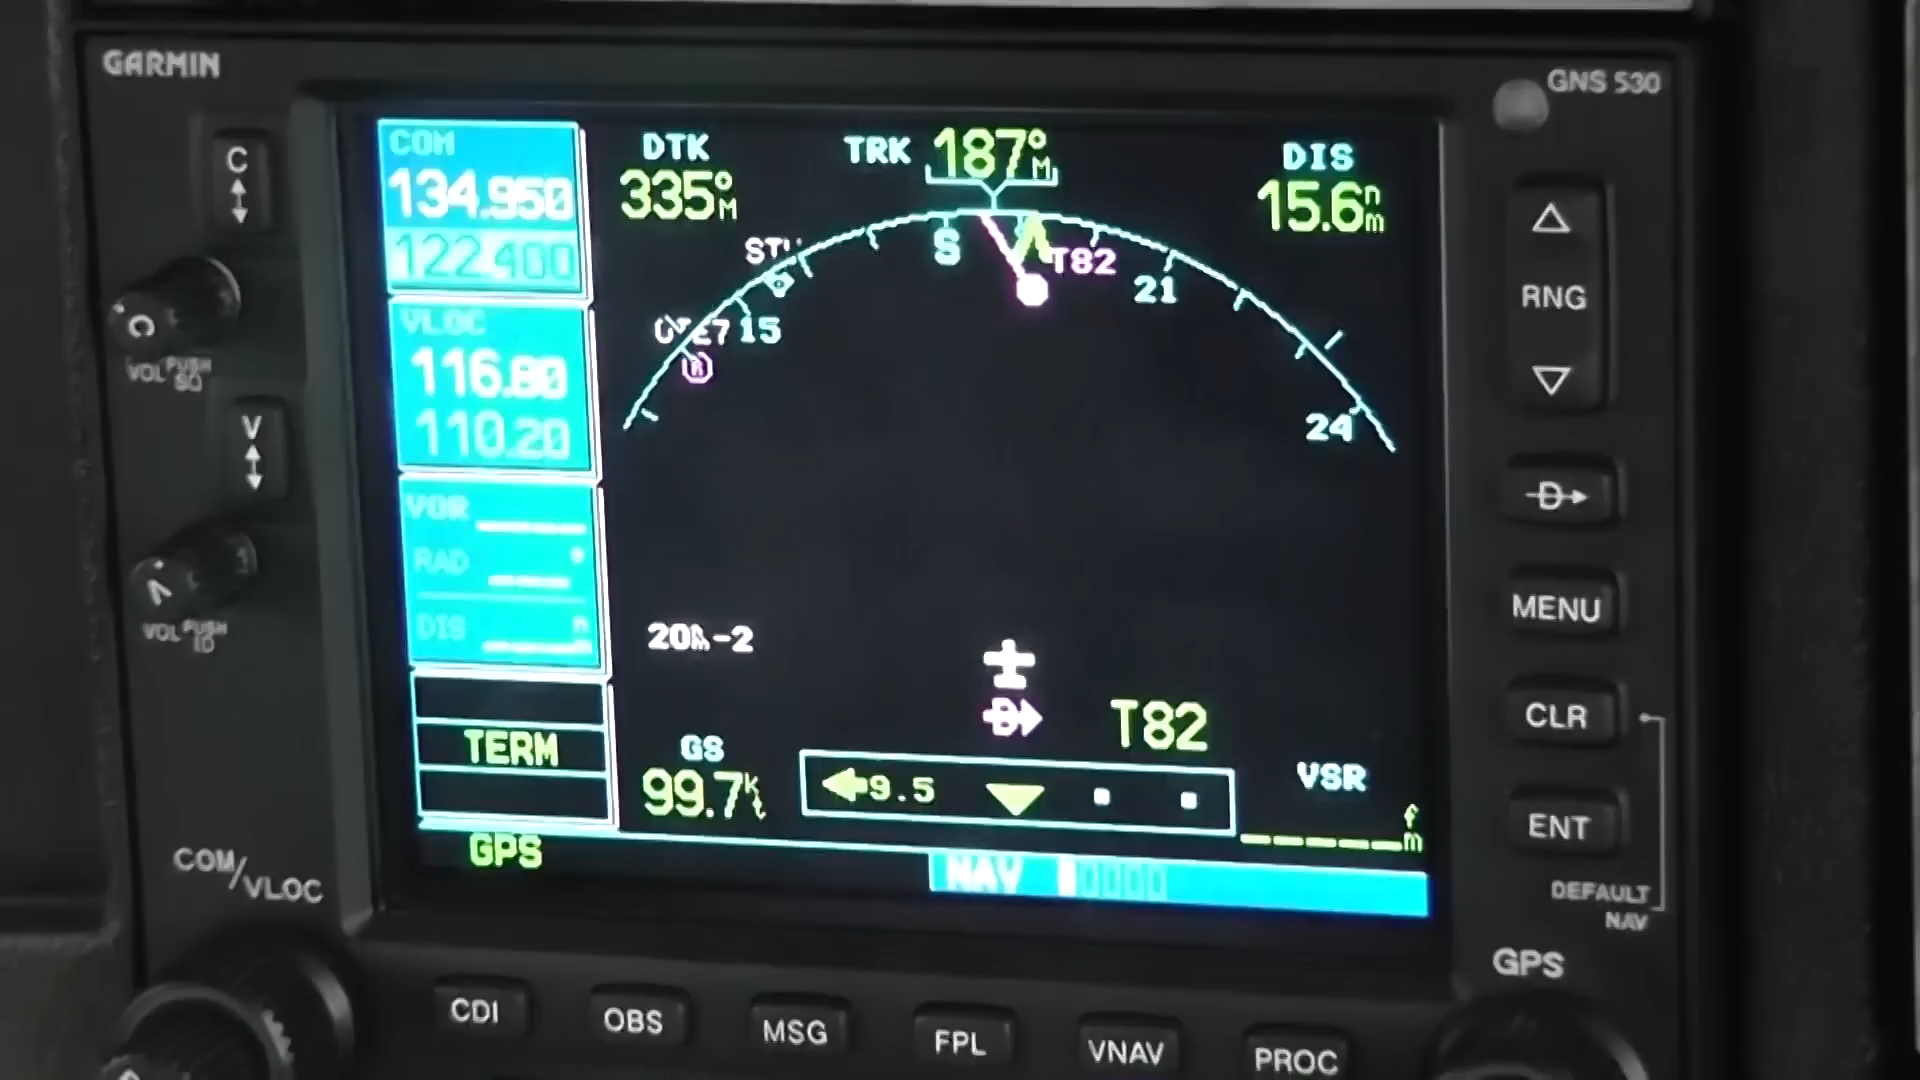 GARMIN
GNS 530
C
COM
134.950
122.400
DTK
335°M
TRK 187°M
DIS
15.6nm
S
T82
15
21
24
R
C
VOL PUSH SQ
VLOC
116.80
110.20
V
VOL PUSH ID
VOR
RAD
DIS
TERM
GPS
GS
99.7kt
D
T82
9.5
VSR
fm
NAV
RNG
D
MENU
CLR
ENT
DEFAULT
NAV
GPS
COM/VLOC
CDI
OBS
MSG
FPL
VNAV
PROC